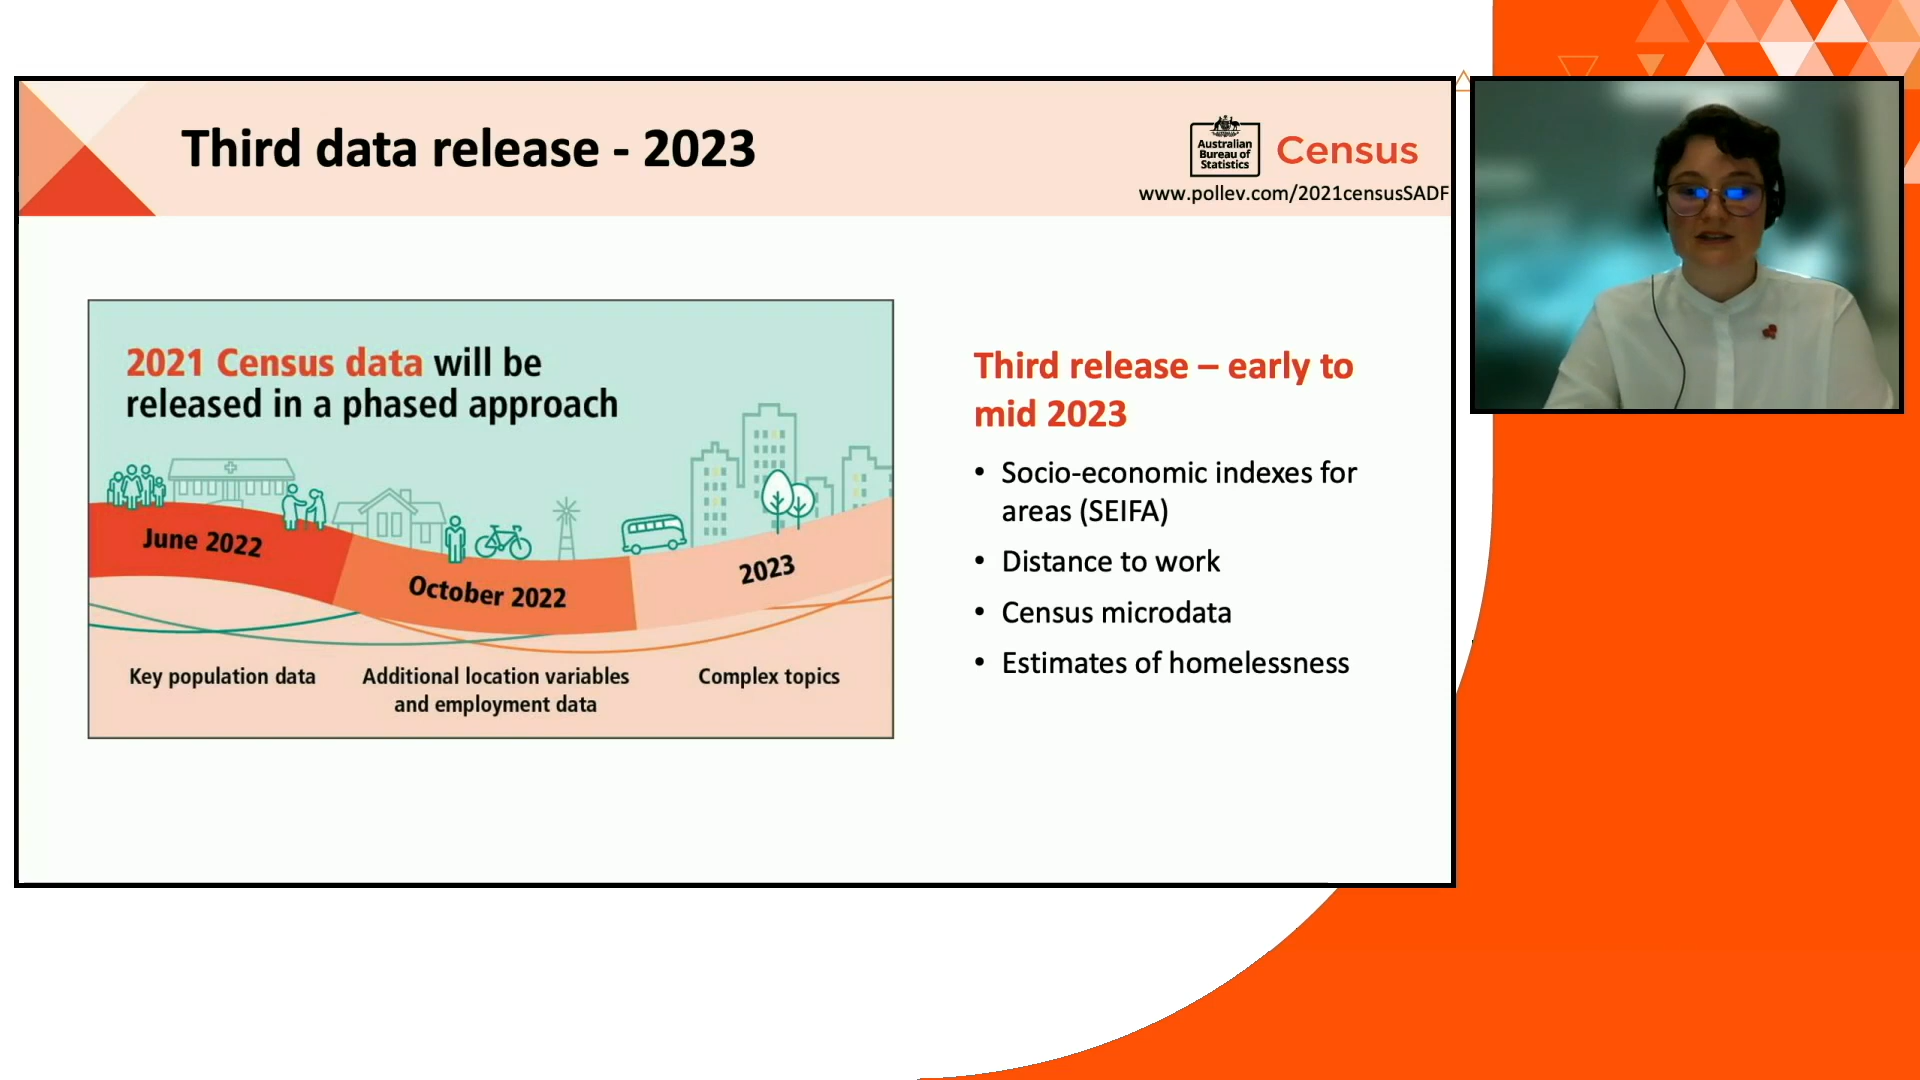 Third data release - 2023
Australian
Bureau of
Statistics
Census
www.pollev.com/2021censusSADF
2021 Census data will be
released in a phased approach
June 2022
October 2022
2023
Key population data
Additional location variables
and employment data
Complex topics
Third release – early to
mid 2023
• Socio-economic indexes for
areas (SEIFA)
• Distance to work
• Census microdata
• Estimates of homelessness